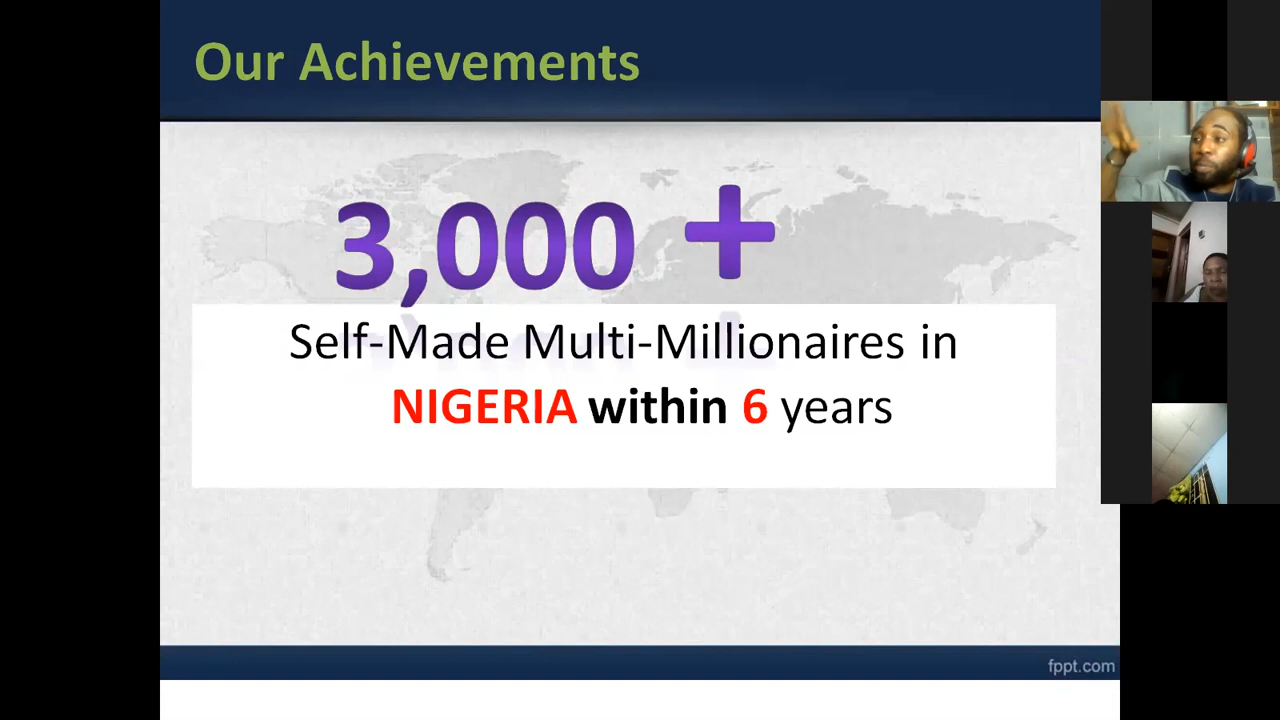 Our Achievements
3,000 +
Self-Made Multi-Millionaires in
NIGERIA within 6 years
fppt.com